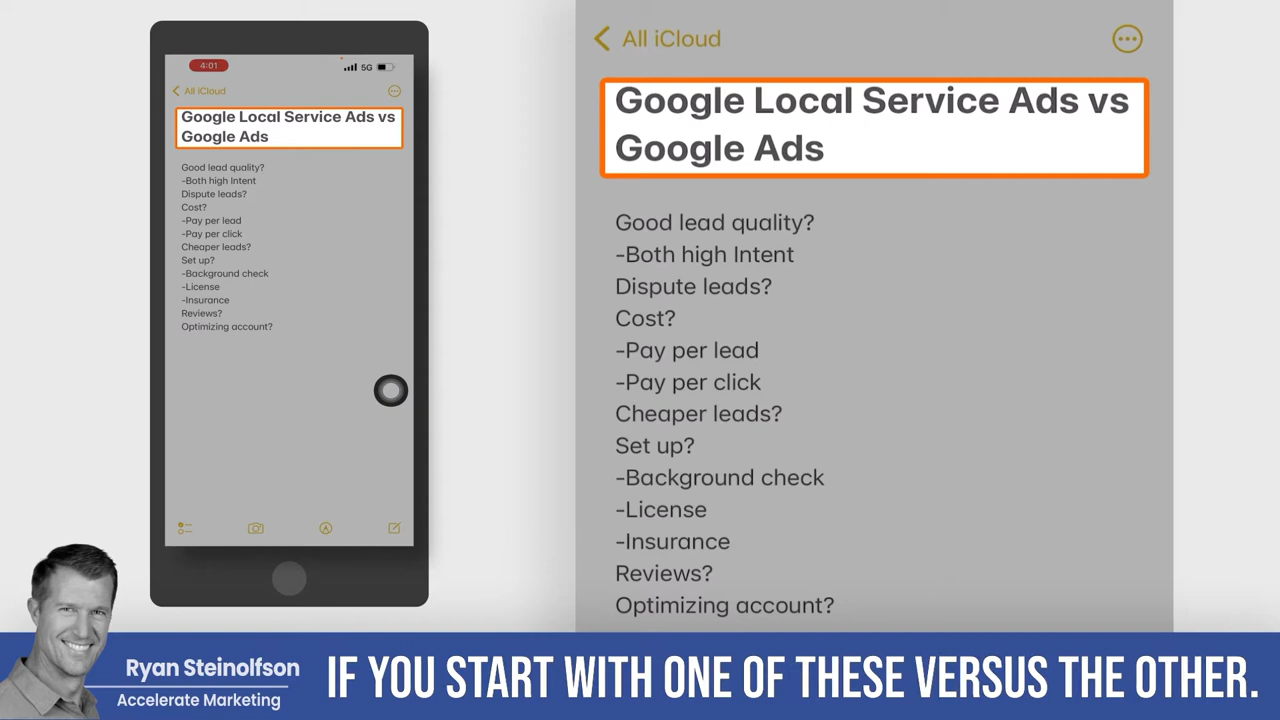 4:01
5G
All iCloud
Google Local Service Ads vs
Google Ads
Good lead quality?
-Both high Intent
Dispute leads?
Cost?
-Pay per lead
-Pay per click
Cheaper leads?
Set up?
-Background check
-License
-Insurance
Reviews?
Optimizing account?
All iCloud
Google Local Service Ads vs
Google Ads
Good lead quality?
-Both high Intent
Dispute leads?
Cost?
-Pay per lead
-Pay per click
Cheaper leads?
Set up?
-Background check
-License
-Insurance
Reviews?
Optimizing account?
Ryan Steinolfson
Accelerate Marketing
IF YOU START WITH ONE OF THESE VERSUS THE OTHER.